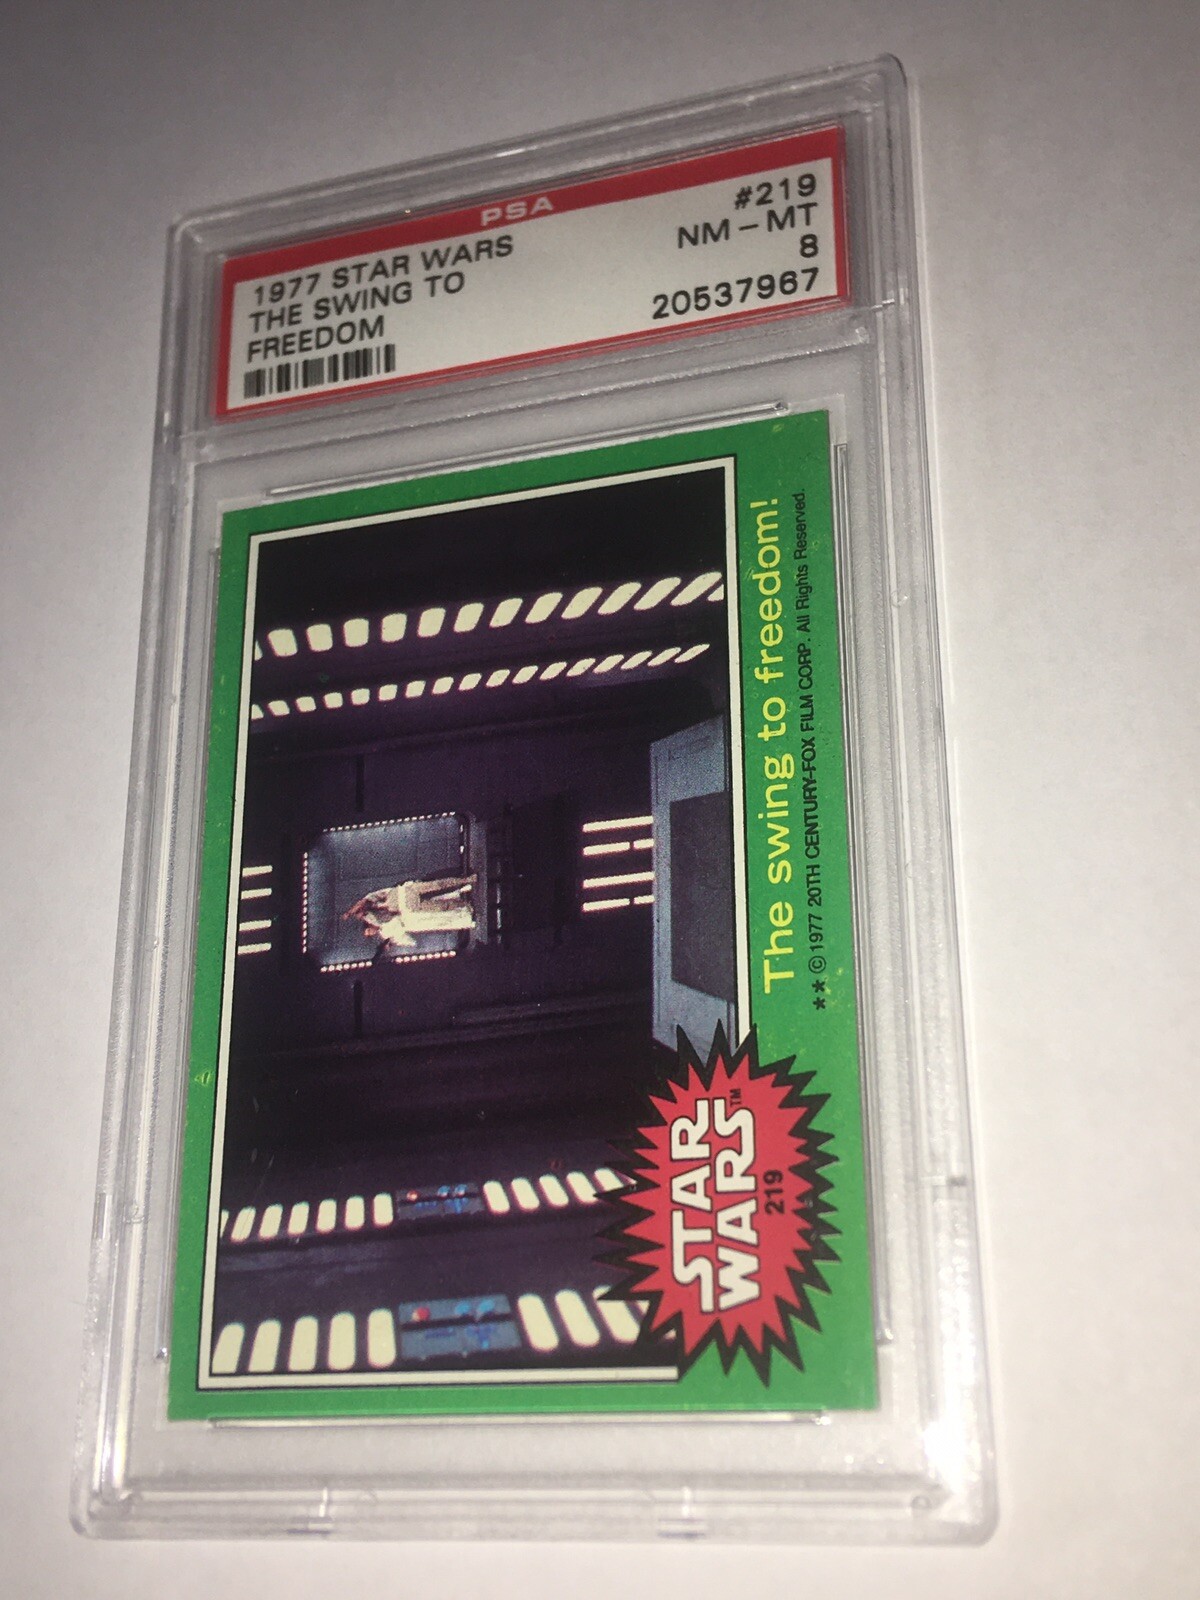 PSA
1977 STAR WARS
THE SWING TO
FREEDOM
#219
NM - MT
8
20537967
The swing to freedom!
** © 1977 20TH CENTURY-FOX FILM CORP. All Rights Reserved.
STAR
WARS™
219